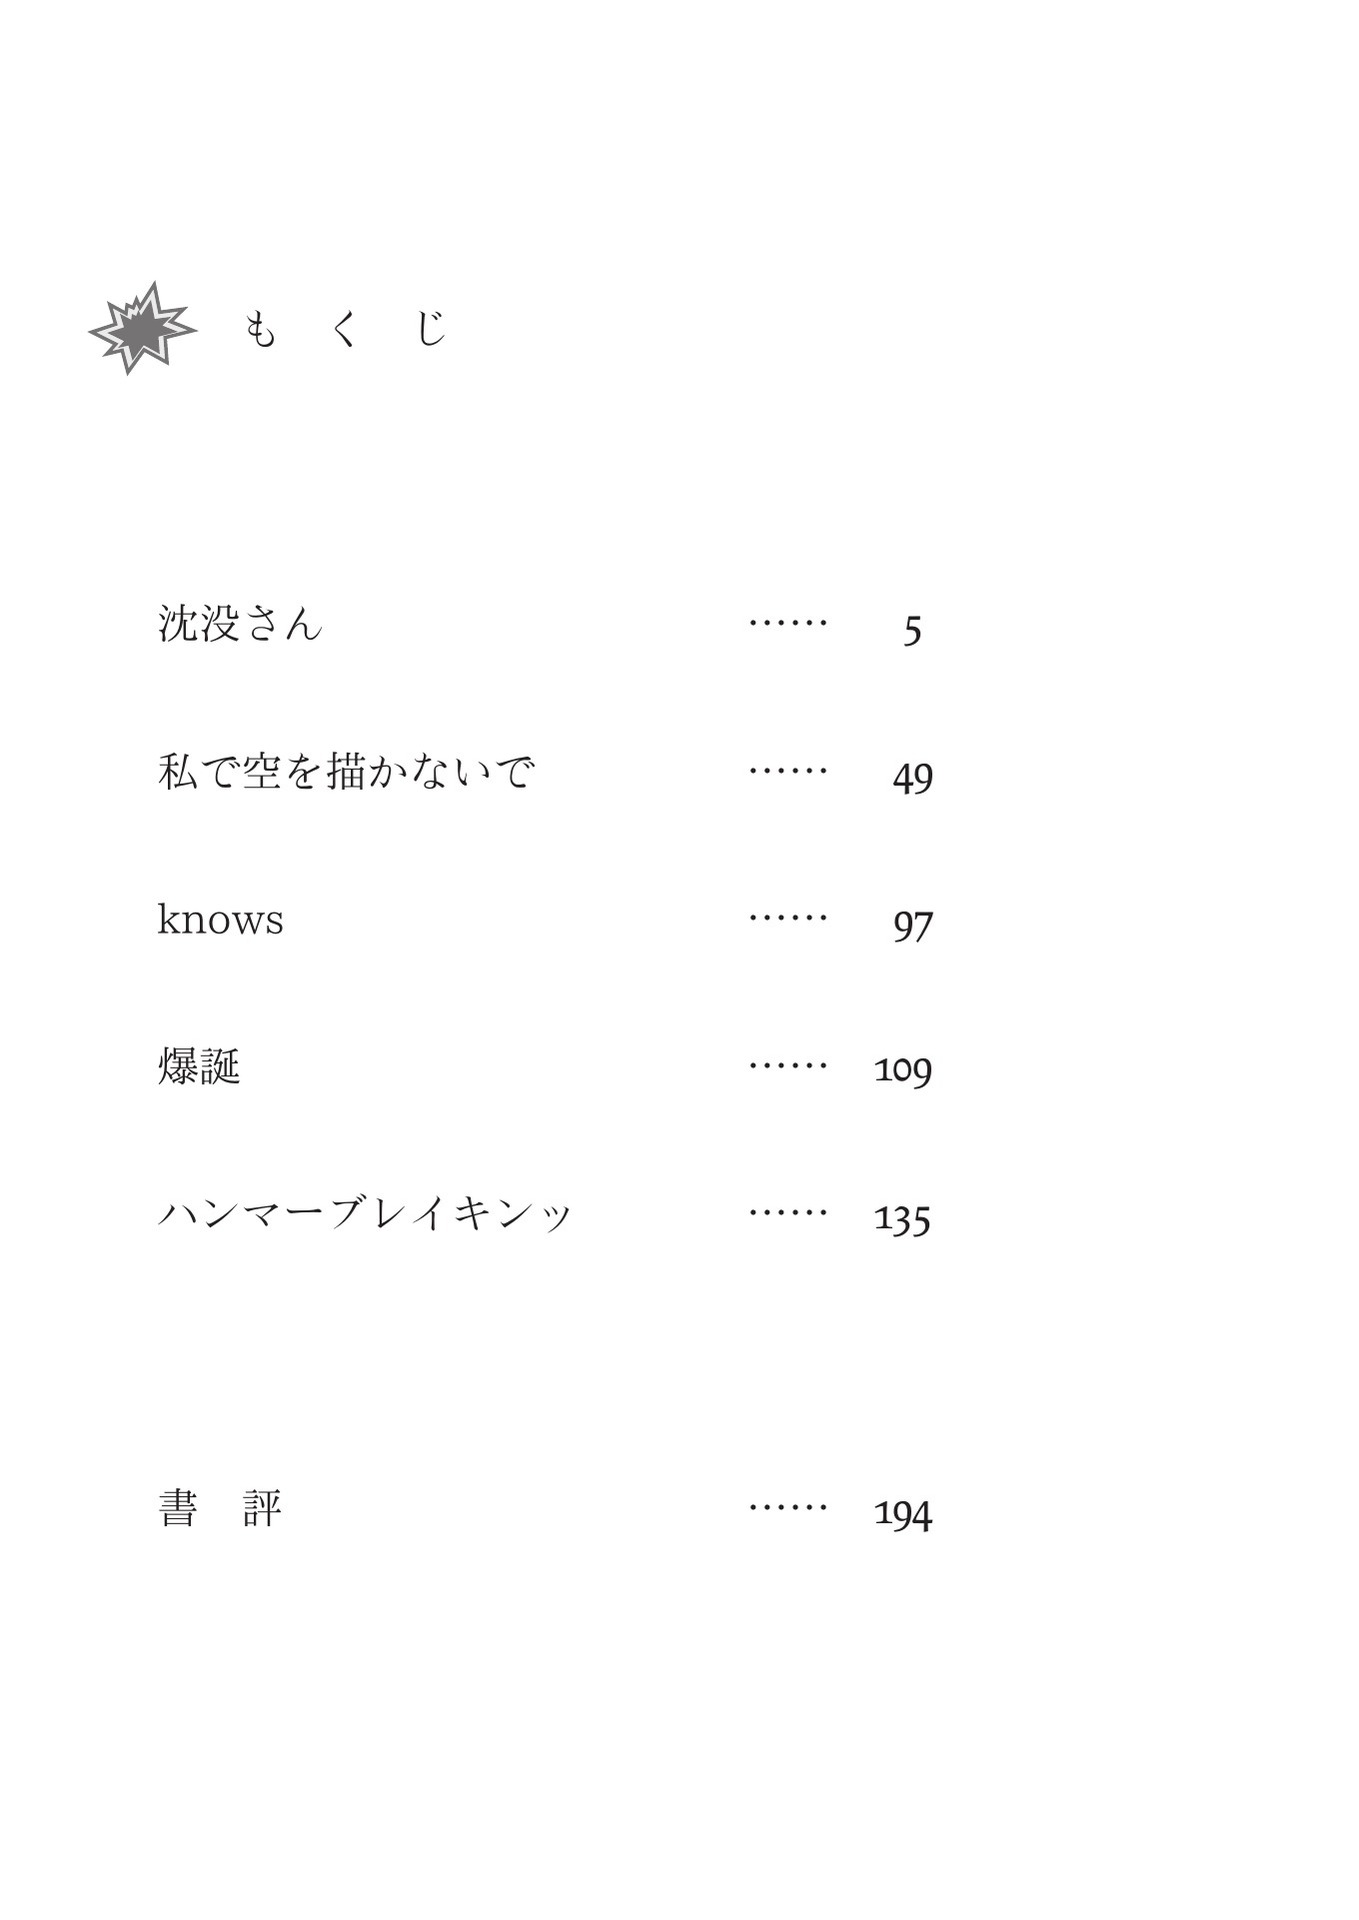 もくじ
沈没さん …… 5
私で空を描かないで …… 49
knows …… 97
爆誕 …… 109
ハンマーブレイキンッ …… 135
書　評 …… 194